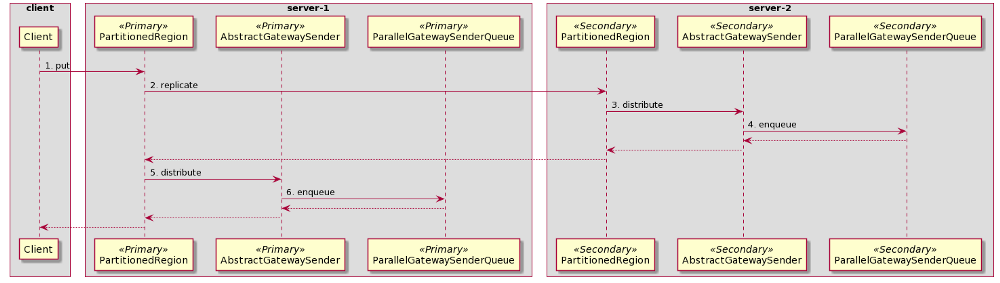 client
server-1
server-2
Client
«Primary»
PartitionedRegion
«Primary»
AbstractGatewaySender
«Primary»
ParallelGatewaySenderQueue
«Secondary»
PartitionedRegion
«Secondary»
AbstractGatewaySender
«Secondary»
ParallelGatewaySenderQueue
1. put
2. replicate
3. distribute
4. enqueue
5. distribute
6. enqueue
Client
«Primary»
PartitionedRegion
«Primary»
AbstractGatewaySender
«Primary»
ParallelGatewaySenderQueue
«Secondary»
PartitionedRegion
«Secondary»
AbstractGatewaySender
«Secondary»
ParallelGatewaySenderQueue